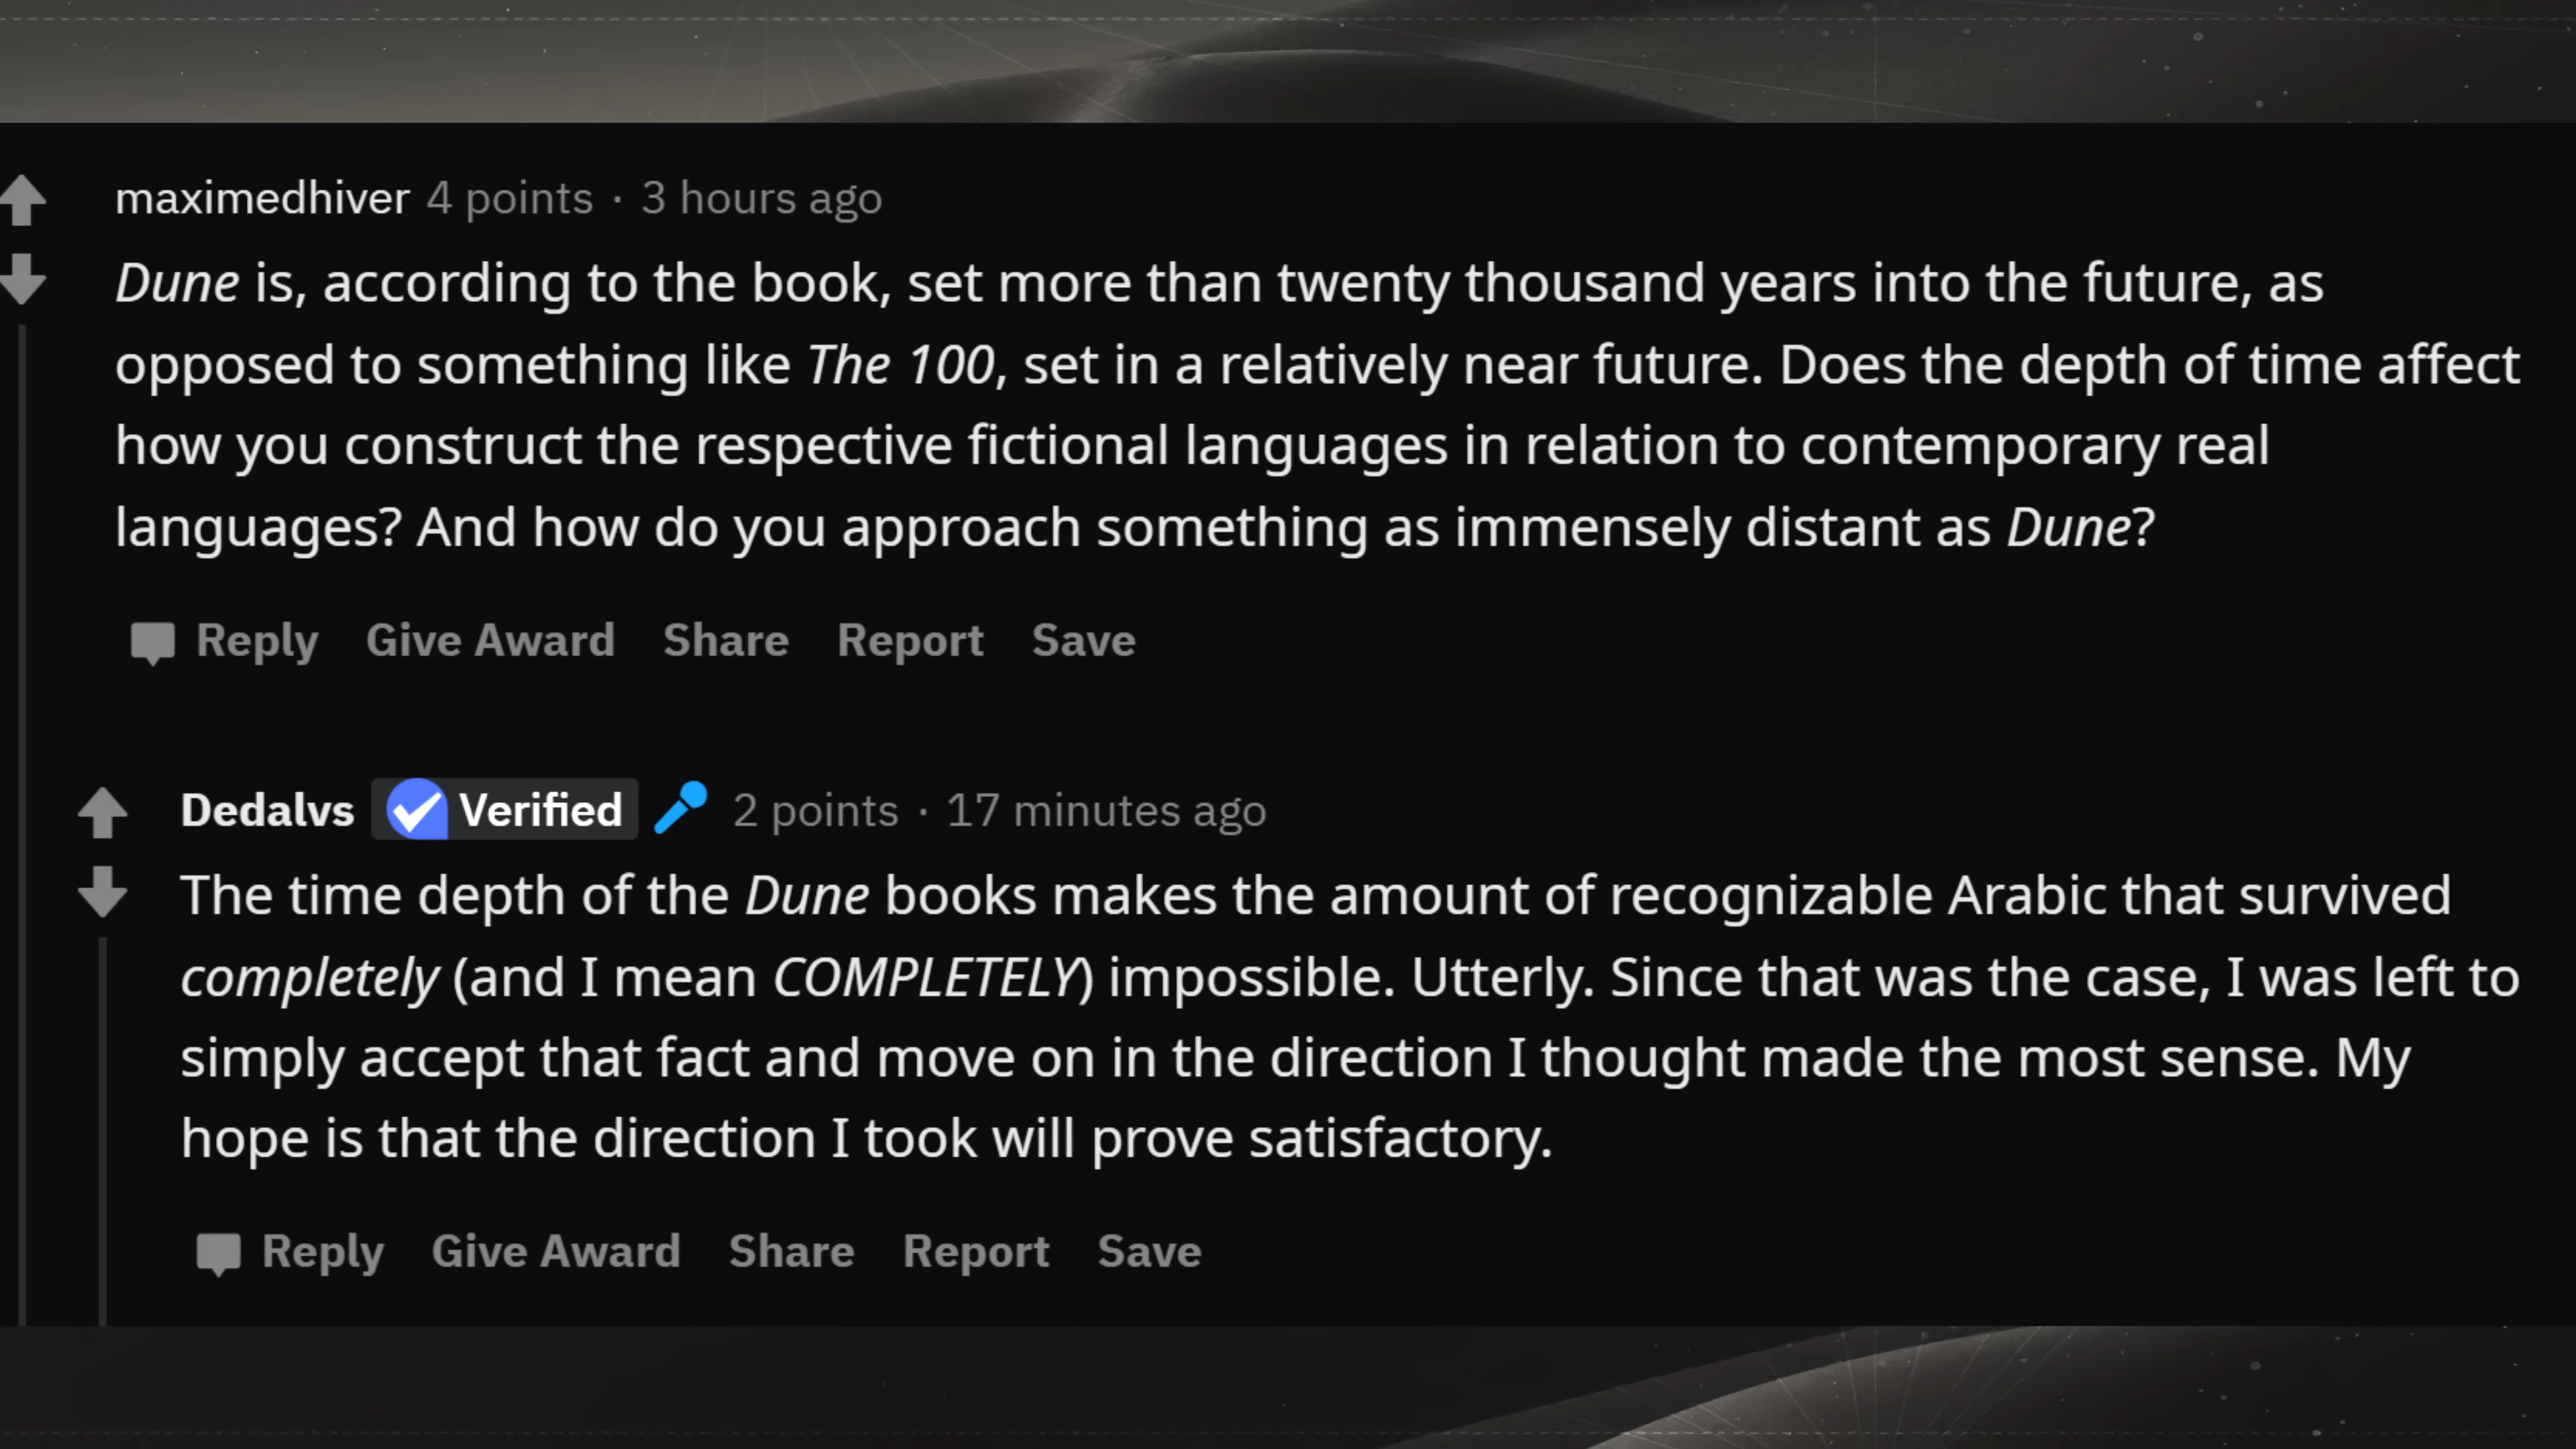 maximedhiver 4 points · 3 hours ago
Dune is, according to the book, set more than twenty thousand years into the future, as
opposed to something like The 100, set in a relatively near future. Does the depth of time affect
how you construct the respective fictional languages in relation to contemporary real
languages? And how do you approach something as immensely distant as Dune?
Reply Give Award Share Report Save
Dedalvs Verified 2 points · 17 minutes ago
The time depth of the Dune books makes the amount of recognizable Arabic that survived
completely (and I mean COMPLETELY) impossible. Utterly. Since that was the case, I was left to
simply accept that fact and move on in the direction I thought made the most sense. My
hope is that the direction I took will prove satisfactory.
Reply Give Award Share Report Save